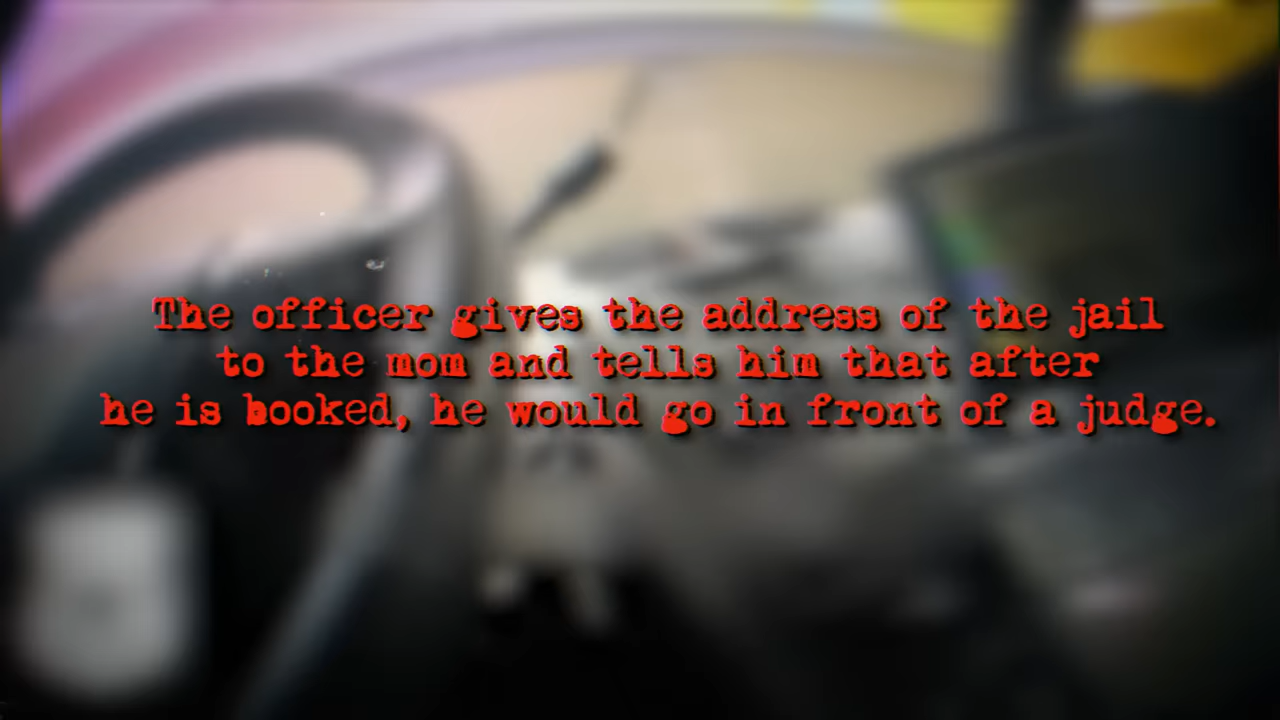 The officer gives the address of the jail
to the mom and tells him that after
he is booked, he would go in front of a judge.